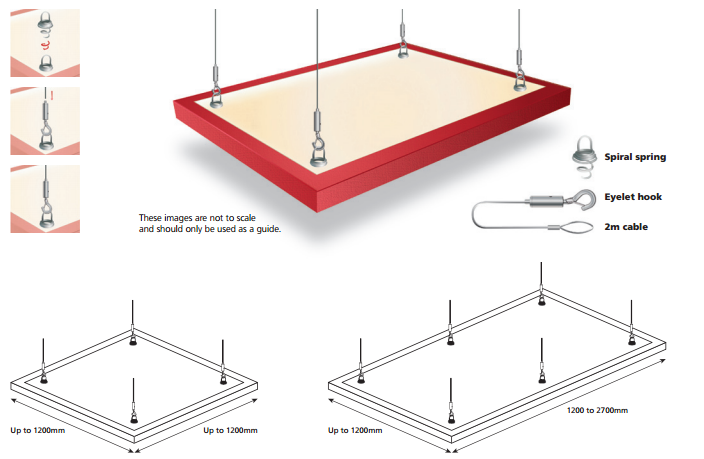 Spiral spring
Eyelet hook
These images are not to scale
and should only be used as a guide.
2m cable
1200 to 2700mm
Up to 1200mm
Up to 1200mm
Up to 1200mm